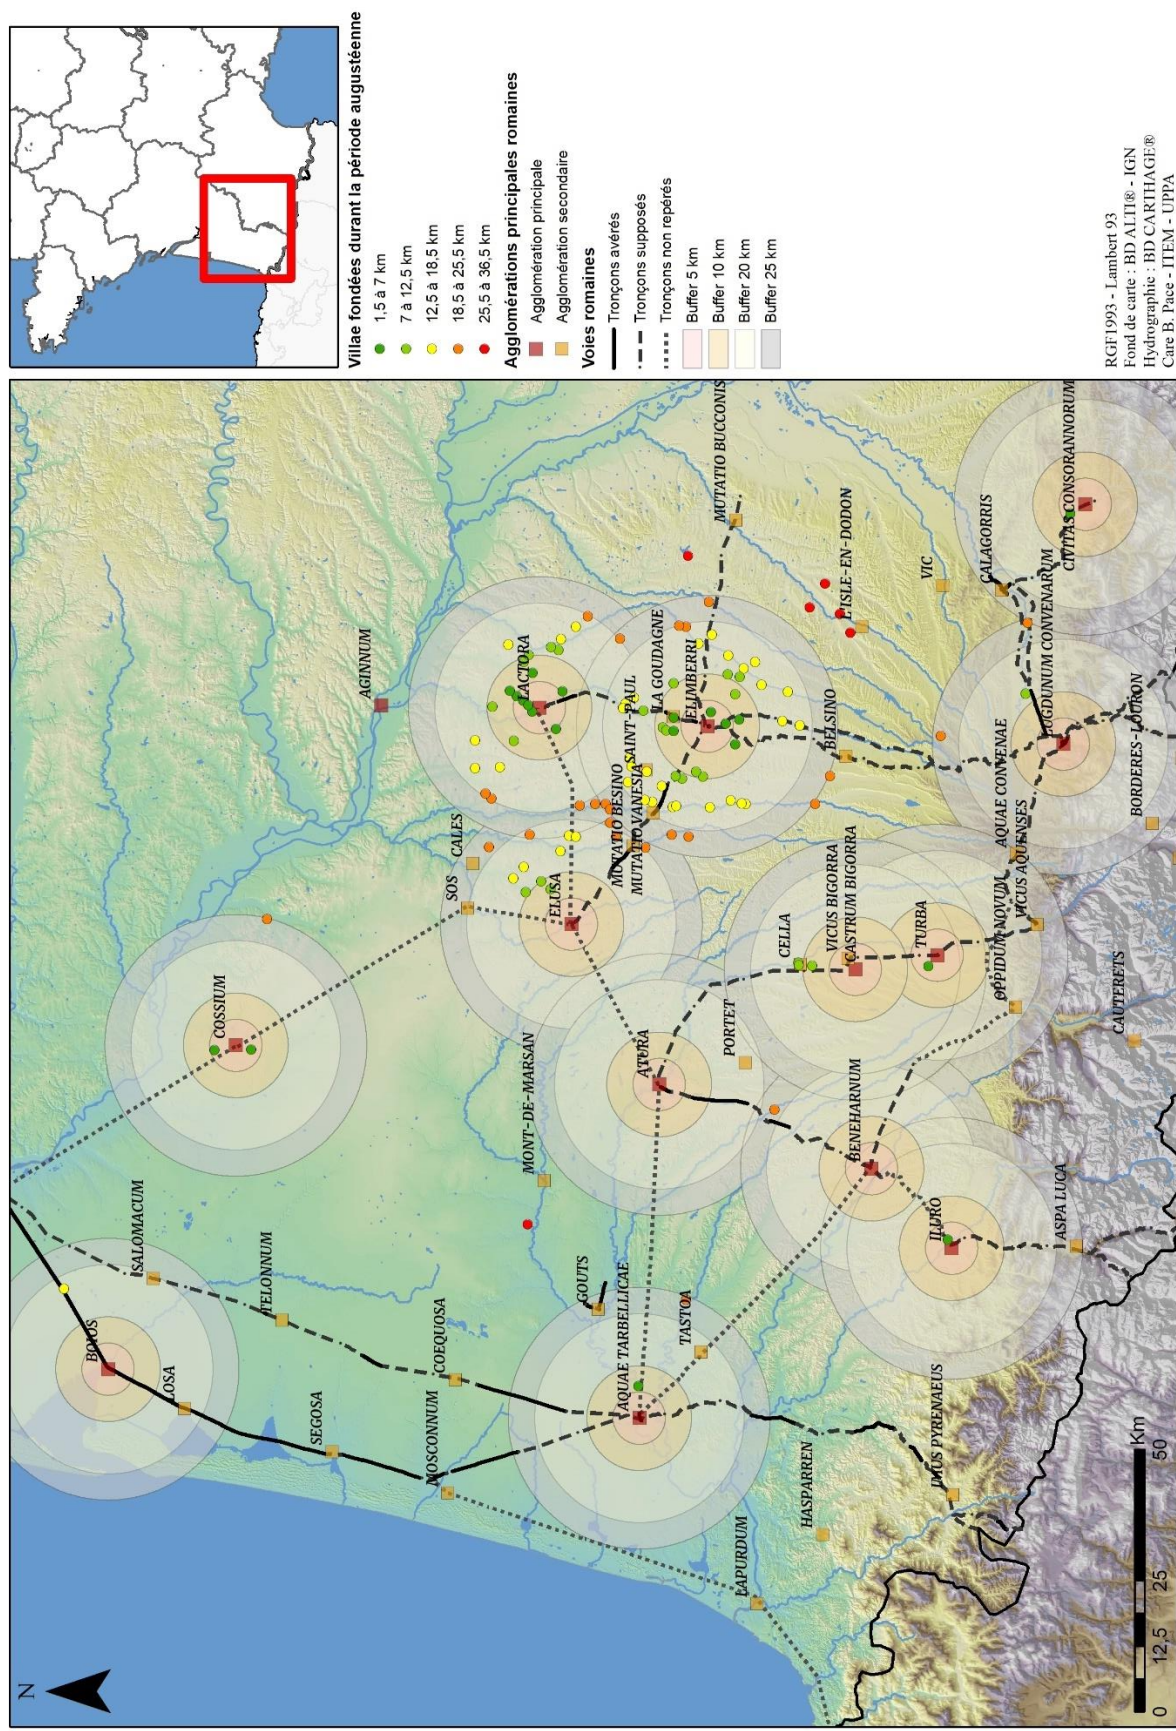 N
BOIOS
LOSA
SALOMACUM
TELONNUM
SEGOSA
COEQUOSA
MOSCONNUM
COSSIUM
AGINNUM
CALES
SOS
MONT-DE-MARSAN
GOUTS
AQUAE TARBELLICAE
TASTOA
LAPURDUM
HASPARREN
IMUS PYRENAEUS
ATURA
PORTET
BENEHARNUM
ILURO
ASPA LUCA
ELUSA
LACTORA
MUTATIO BESINO
MUTATIO VANESIA
SAINT-PAUL
LA GOUDAGNE
ELIMBERRI
MUTATIO BUCCONIS
BELSINO
L'ISLE-EN-DODON
CELLA
VICUS BIGORRA
CASTRUM BIGORRA
TURBA
OPPIDUM NOVUM
VICUS AQUENSES
AQUAE CONVENAE
CAUTERETS
BORDERES-LOURON
LUGDUNUM CONVENARUM
VIC
CALAGORRIS
CIVITAS CONSORANNORUM
0 12,5 25 50
Km
Villae fondées durant la période augustéenne
1,5 à 7 km
7 à 12,5 km
12,5 à 18,5 km
18,5 à 25,5 km
25,5 à 36,5 km
Agglomérations principales romaines
Agglomération principale
Agglomération secondaire
Voies romaines
Tronçons avérés
Tronçons supposés
Tronçons non repérés
Buffer 5 km
Buffer 10 km
Buffer 20 km
Buffer 25 km
RGF1993 - Lambert 93
Fond de carte : BD ALTI® - IGN
Hydrographie : BD CARTHAGE®
Care B. Pace - ITEM - UPPA